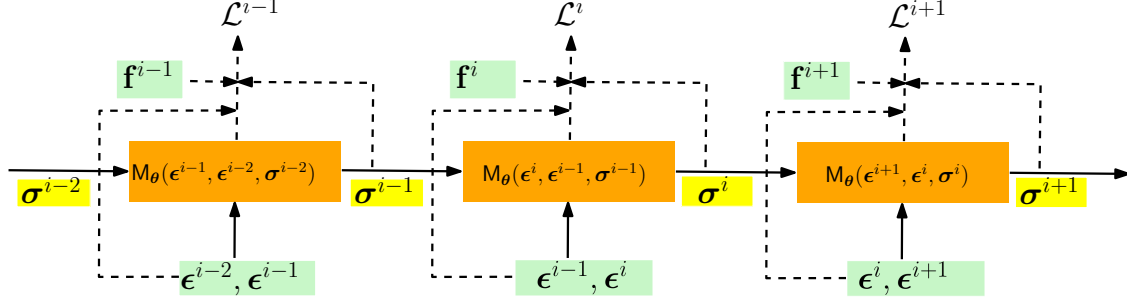 ℒ^{i−1} ℒ^{i} ℒ^{i+1}
f^{i−1} f^{i} f^{i+1}
M_θ(ϵ^{i−1}, ϵ^{i−2}, σ^{i−2}) M_θ(ϵ^{i}, ϵ^{i−1}, σ^{i−1}) M_θ(ϵ^{i+1}, ϵ^{i}, σ^{i})
σ^{i−2} σ^{i−1} σ^{i} σ^{i+1}
ϵ^{i−2}, ϵ^{i−1} ϵ^{i−1}, ϵ^{i} ϵ^{i}, ϵ^{i+1}